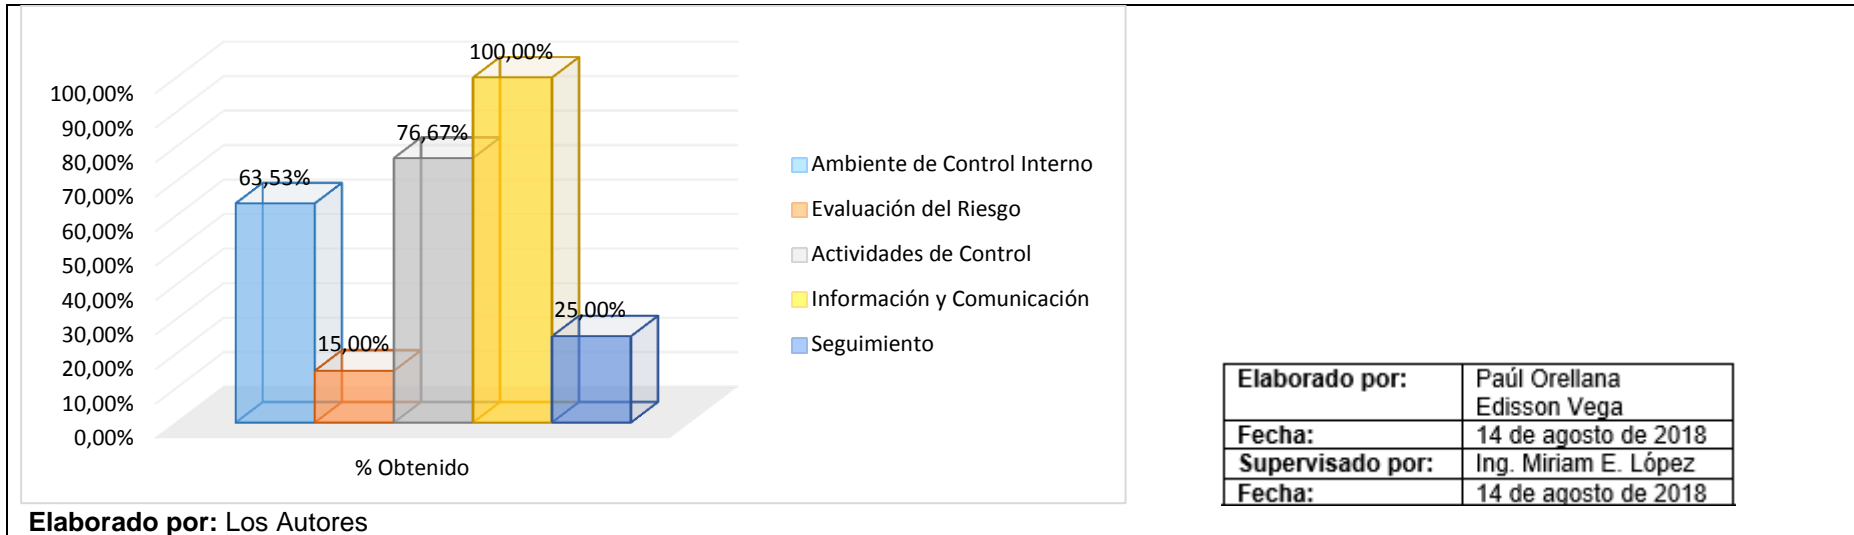 100,00%
90,00%
80,00%
70,00%
60,00%
50,00%
40,00%
30,00%
20,00%
10,00%
0,00%
63,53%
15,00%
76,67%
100,00%
25,00%
% Obtenido
Ambiente de Control Interno
Evaluación del Riesgo
Actividades de Control
Información y Comunicación
Seguimiento
Elaborado por: Paúl Orellana
Edisson Vega
Fecha: 14 de agosto de 2018
Supervisado por: Ing. Miriam E. López
Fecha: 14 de agosto de 2018
Elaborado por: Los Autores